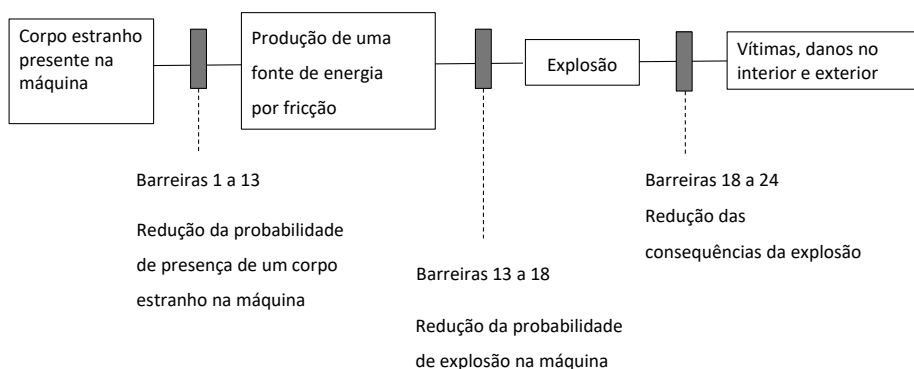 Corpo estranho
presente na
máquina
Produção de uma
fonte de energia
por fricção
Explosão
Vítimas, danos no
interior e exterior
Barreiras 1 a 13
Redução da probabilidade
de presença de um corpo
estranho na máquina
Barreiras 13 a 18
Redução da probabilidade
de explosão na máquina
Barreiras 18 a 24
Redução das
consequências da explosão